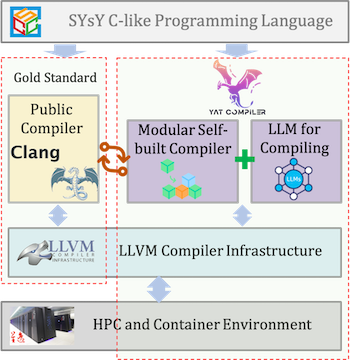 SYsY C-like Programming Language
Gold Standard
YAT COMPILER
Public
Compiler
Clang
Modular Self-
built Compiler
LLM for
Compiling
LLMs
LLVM
COMPILER
INFRASTRUCTURE
LLVM Compiler Infrastructure
HPC and Container Environment